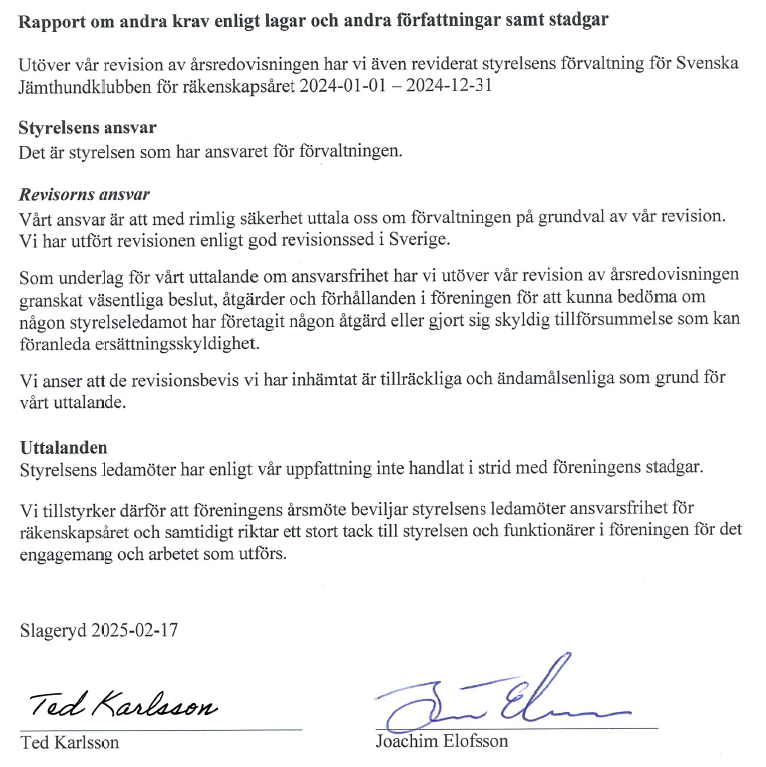 Rapport om andra krav enligt lagar och andra författningar samt stadgar
Utöver vår revision av årsredovisningen har vi även reviderat styrelsens förvaltning för Svenska
Jämthundklubben för räkenskapsåret 2024-01-01 – 2024-12-31
Styrelsens ansvar
Det är styrelsen som har ansvaret för förvaltningen.
Revisorns ansvar
Vårt ansvar är att med rimlig säkerhet uttala oss om förvaltningen på grundval av vår revision.
Vi har utfört revisionen enligt god revisionssed i Sverige.
Som underlag för vårt uttalande om ansvarsfrihet har vi utöver vår revision av årsredovisningen
granskat väsentliga beslut, åtgärder och förhållanden i föreningen för att kunna bedöma om
någon styrelseledamot har företagit någon åtgärd eller gjort sig skyldig tillförsummelse som kan
föranleda ersättningsskyldighet.
Vi anser att de revisionsbevis vi har inhämtat är tillräckliga och ändamålsenliga som grund för
vårt uttalande.
Uttalanden
Styrelsens ledamöter har enligt vår uppfattning inte handlat i strid med föreningens stadgar.
Vi tillstyrker därför att föreningens årsmöte beviljar styrelsens ledamöter ansvarsfrihet för
räkenskapsåret och samtidigt riktar ett stort tack till styrelsen och funktionärer i föreningen för det
engagemang och arbetet som utförs.
Slageryd 2025-02-17
Ted Karlsson
Ted Karlsson
Joachim Elofsson